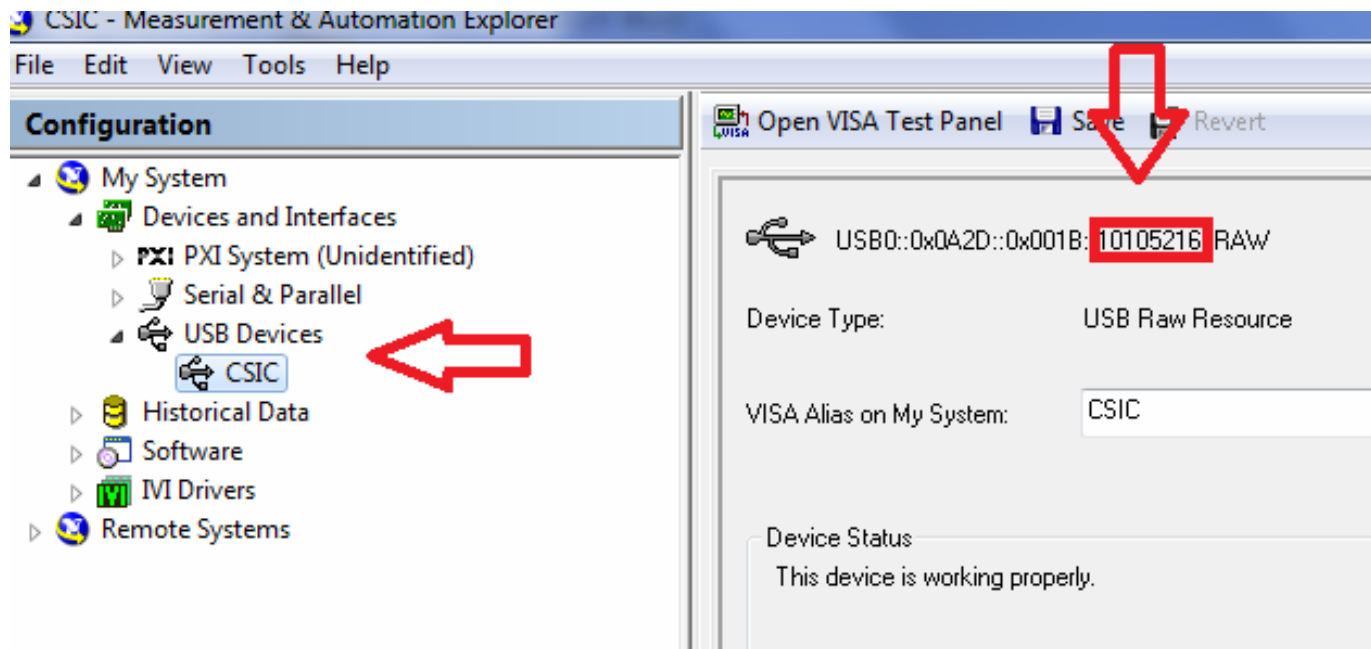 CSIC - Measurement & Automation Explorer
File Edit View Tools Help
Configuration
My System
Devices and Interfaces
PXI PXI System (Unidentified)
Serial & Parallel
USB Devices
CSIC
Historical Data
Software
IVI Drivers
Remote Systems
VISA Open VISA Test Panel Save Revert
USB0::0x0A2D::0x001B: 10105216 RAW
Device Type: USB Raw Resource
VISA Alias on My System: CSIC
Device Status
This device is working properly.